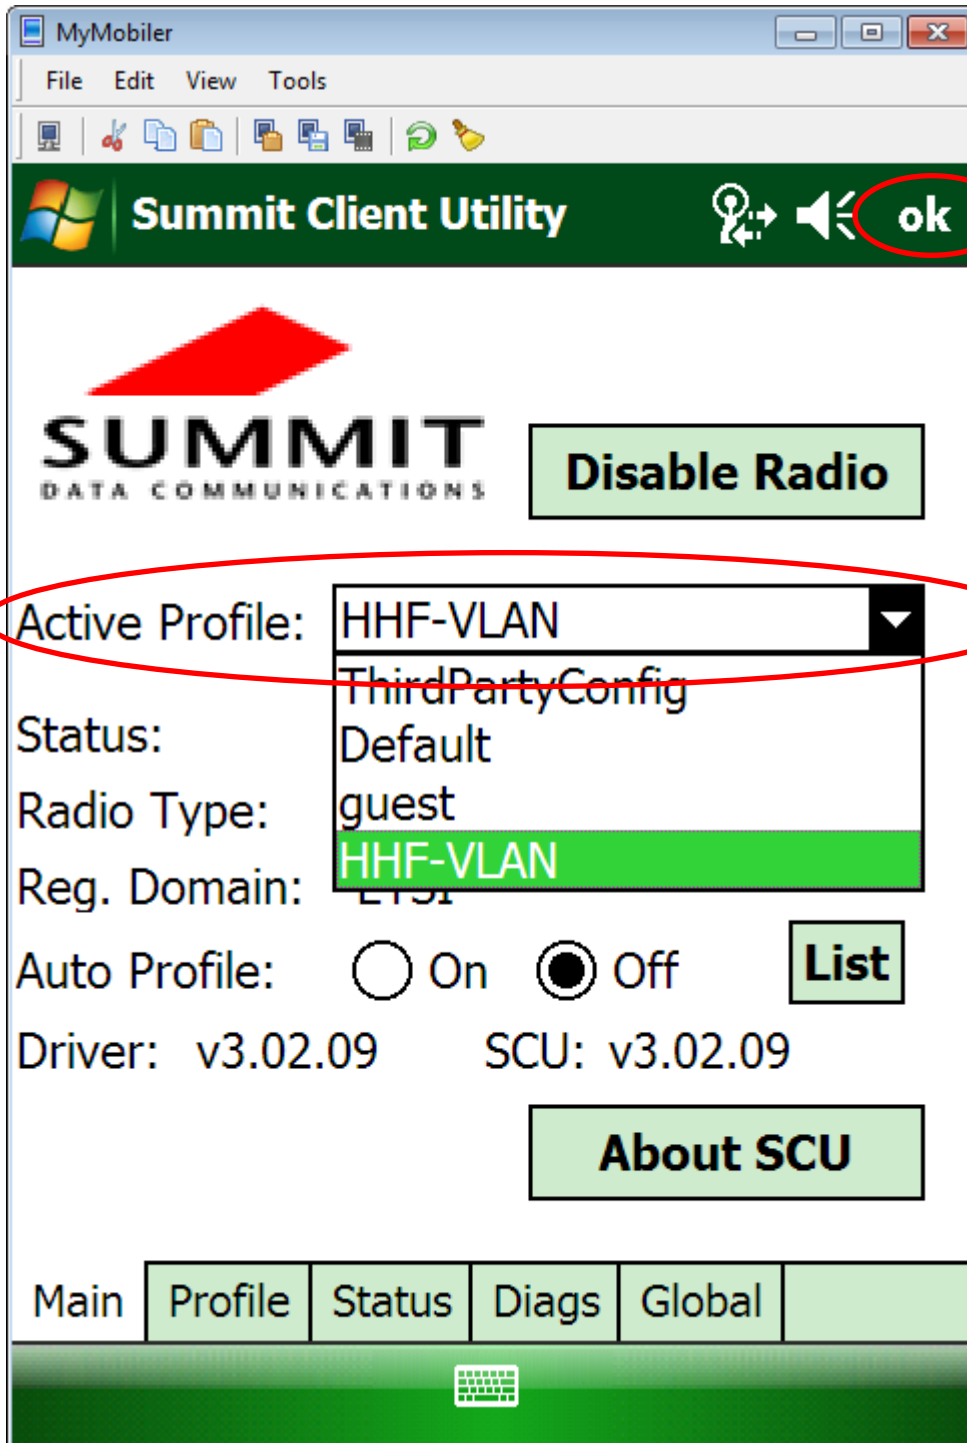 MyMobiler
File Edit View Tools
Summit Client Utility ok
SUMMIT
DATA COMMUNICATIONS
Disable Radio
Active Profile: HHF-VLAN
ThirdPartyConfig
Status:
Default
Radio Type:
guest
HHF-VLAN
Reg. Domain: ETSI
Auto Profile: On Off List
Driver: v3.02.09 SCU: v3.02.09
About SCU
Main Profile Status Diags Global